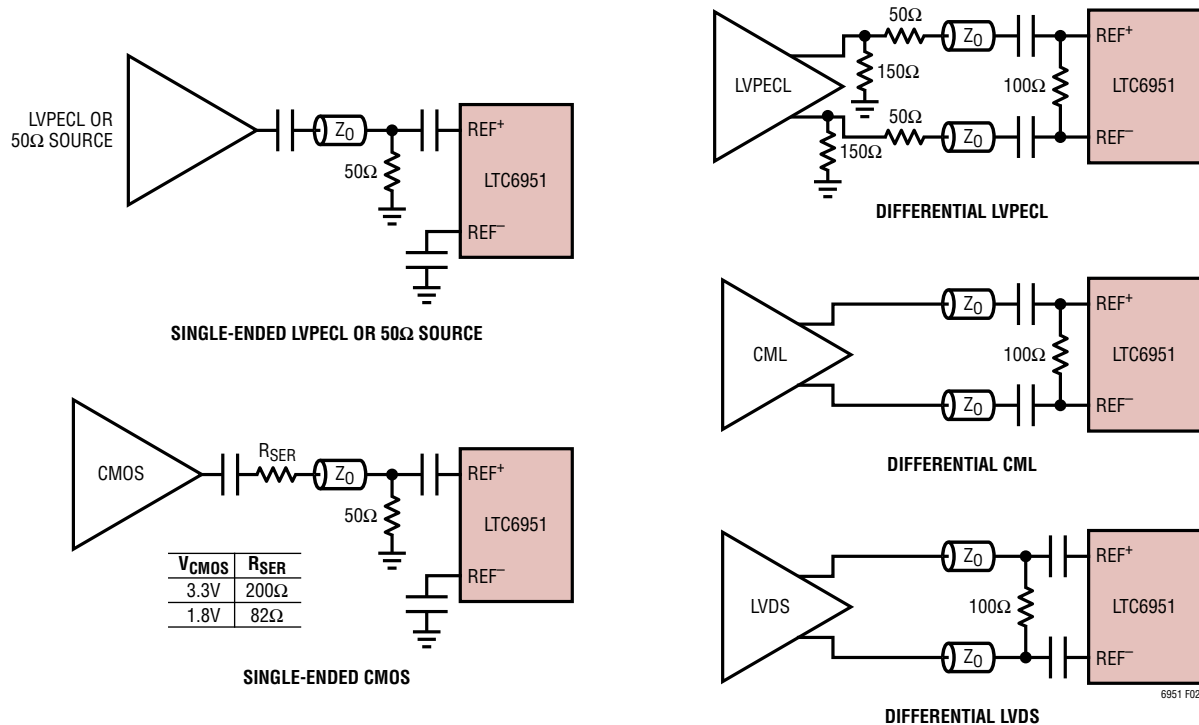 LVPECL OR
50Ω SOURCE
Z₀
50Ω
REF⁺
LTC6951
REF⁻
SINGLE-ENDED LVPECL OR 50Ω SOURCE
CMOS
R_SER
Z₀
50Ω
REF⁺
LTC6951
REF⁻
V_CMOS R_SER
3.3V 200Ω
1.8V 82Ω
SINGLE-ENDED CMOS
LVPECL
50Ω
150Ω
Z₀
50Ω
150Ω
Z₀
100Ω
REF⁺
LTC6951
REF⁻
DIFFERENTIAL LVPECL
CML
Z₀
Z₀
100Ω
REF⁺
LTC6951
REF⁻
DIFFERENTIAL CML
LVDS
Z₀
Z₀
100Ω
REF⁺
LTC6951
REF⁻
6951 F02
DIFFERENTIAL LVDS